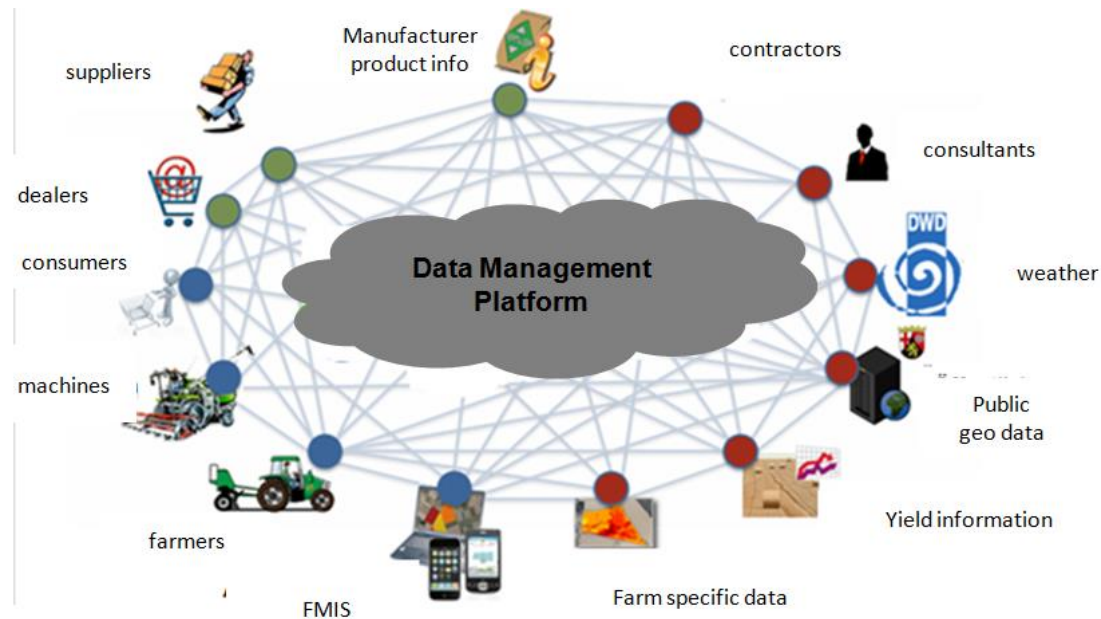 Manufacturer
product info
contractors
suppliers
consultants
dealers
DWD
consumers
Data Management
Platform
weather
machines
Public
geo data
Yield information
farmers
Farm specific data
FMIS